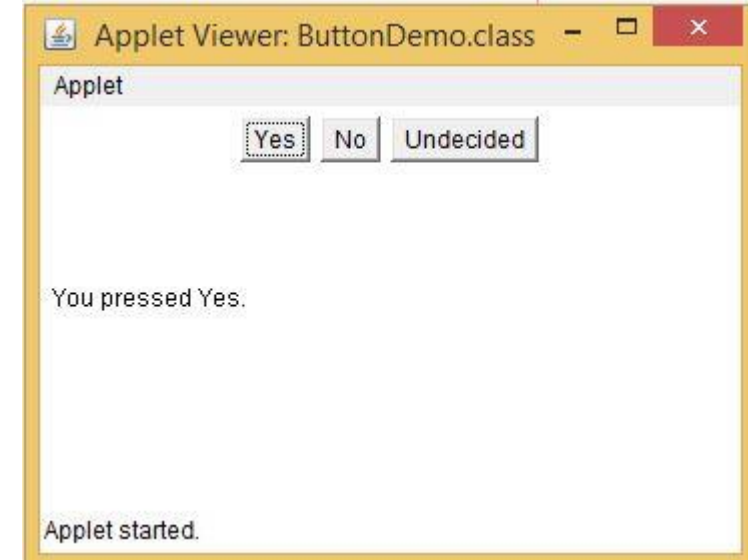 Applet Viewer: ButtonDemo.class
Applet
Yes No Undecided
You pressed Yes.
Applet started.